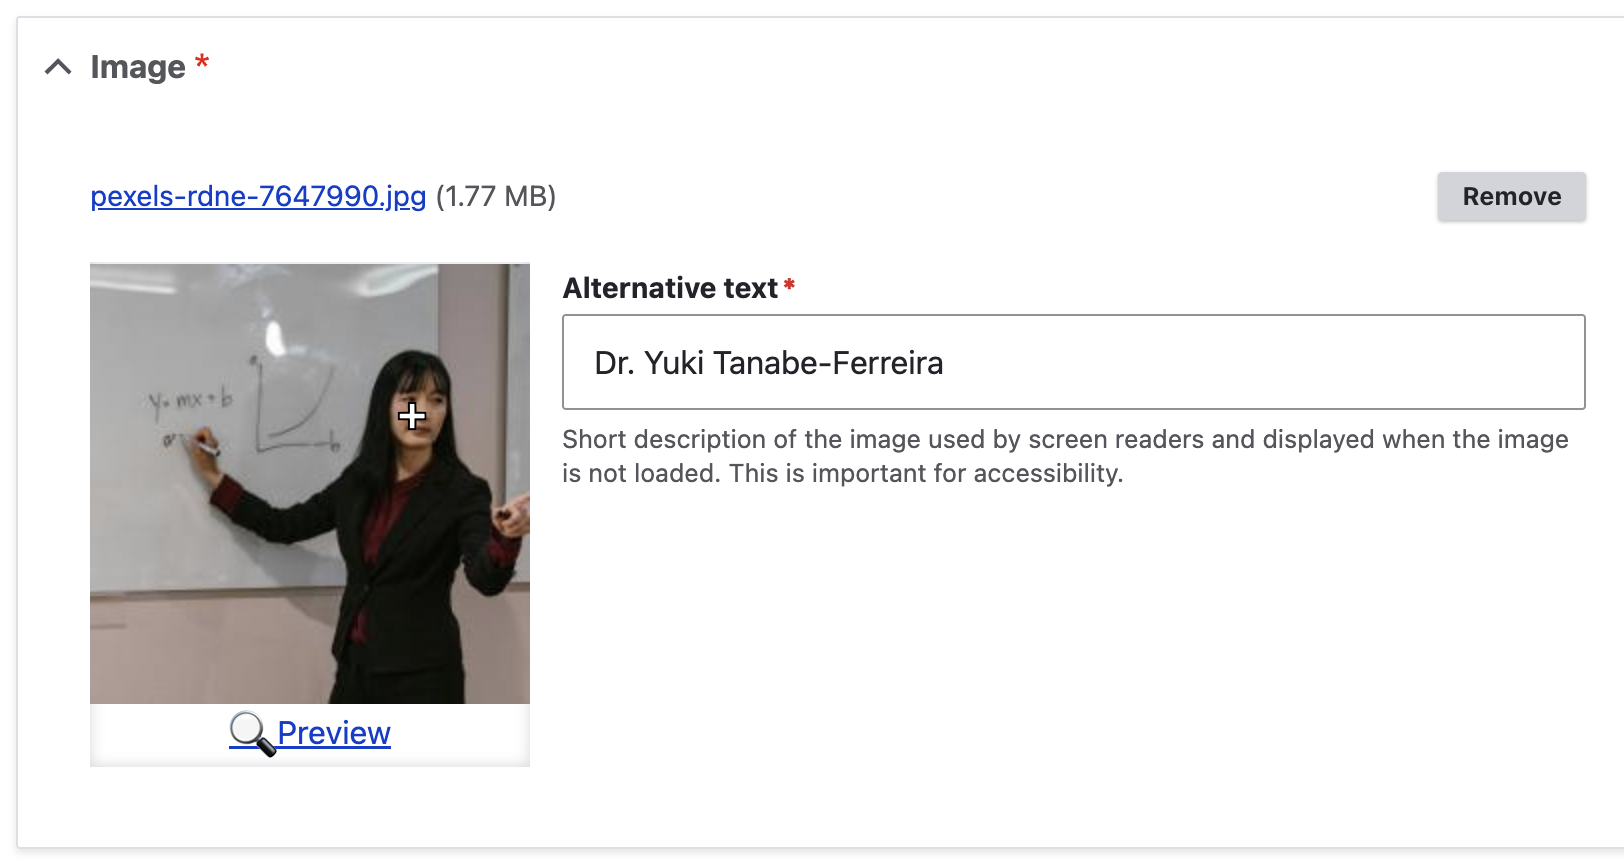 Image *
pexels-rdne-7647990.jpg (1.77 MB)
Remove
Alternative text *
Dr. Yuki Tanabe-Ferreira
Short description of the image used by screen readers and displayed when the image
is not loaded. This is important for accessibility.
a
y=mx+b
b
Preview